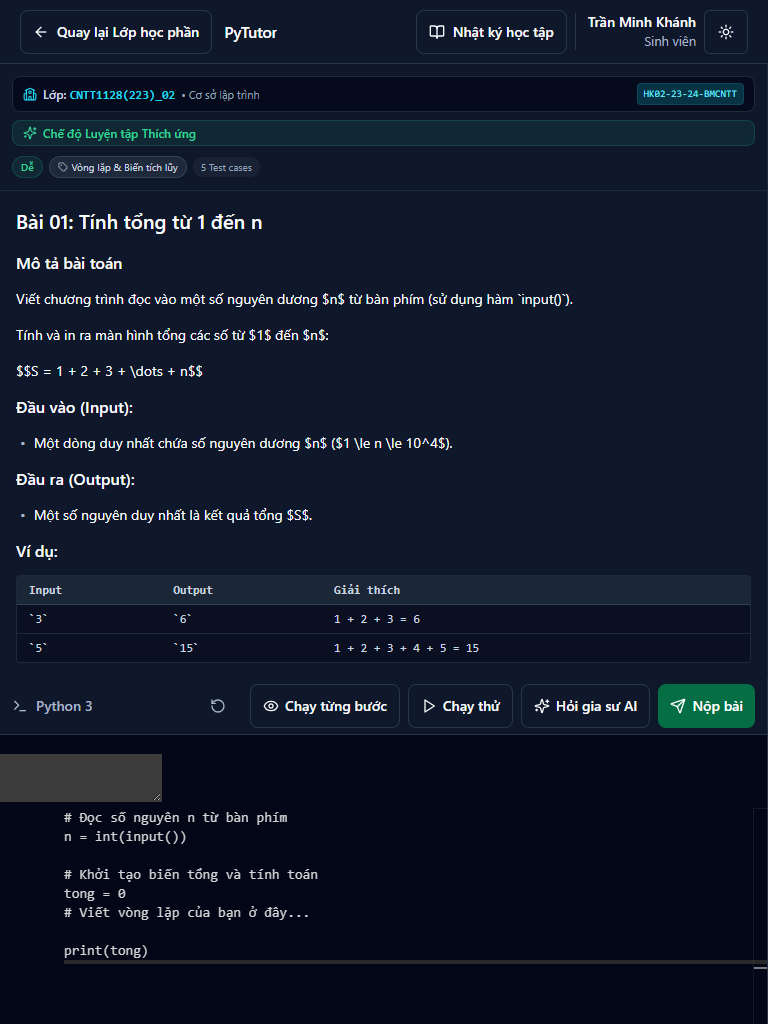 Quay lại Lớp học phần
PyTutor
Nhật ký học tập
Trần Minh Khánh
Sinh viên
Lớp: CNTT1128(223)_02 • Cơ sở lập trình
HK02-23-24-BMCNTT
Chế độ Luyện tập Thích ứng
Dễ
Vòng lặp & Biến tích lũy
5 Test cases
Bài 01: Tính tổng từ 1 đến n
Mô tả bài toán
Viết chương trình đọc vào một số nguyên dương $n$ từ bàn phím (sử dụng hàm `input()`).
Tính và in ra màn hình tổng các số từ $1$ đến $n$:
$$S = 1 + 2 + 3 + \dots + n$$
Đầu vào (Input):
• Một dòng duy nhất chứa số nguyên dương $n$ ($1 \le n \le 10^4$).
Đầu ra (Output):
• Một số nguyên duy nhất là kết quả tổng $S$.
Ví dụ:
Input Output Giải thích
`3` `6` 1 + 2 + 3 = 6
`5` `15` 1 + 2 + 3 + 4 + 5 = 15
Python 3
Chạy từng bước
Chạy thử
Hỏi gia sư AI
Nộp bài
# Đọc số nguyên n từ bàn phím
n = int(input())
# Khởi tạo biến tổng và tính toán
tong = 0
# Viết vòng lặp của bạn ở đây...
print(tong)